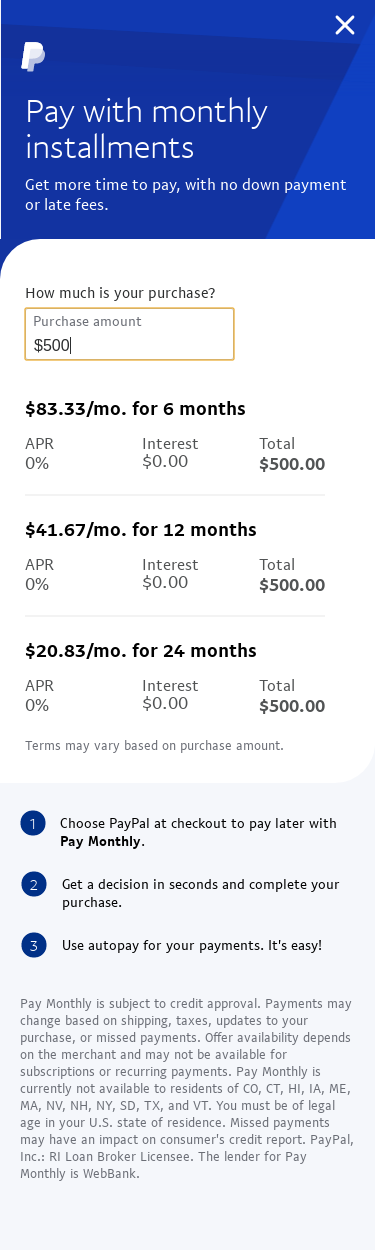 Pay with monthly
installments
Get more time to pay, with no down payment
or late fees.
How much is your purchase?
Purchase amount
$500
$83.33/mo. for 6 months
APR Interest Total
0% $0.00 $500.00
$41.67/mo. for 12 months
APR Interest Total
0% $0.00 $500.00
$20.83/mo. for 24 months
APR Interest Total
0% $0.00 $500.00
Terms may vary based on purchase amount.
1 Choose PayPal at checkout to pay later with
Pay Monthly.
2 Get a decision in seconds and complete your
purchase.
3 Use autopay for your payments. It's easy!
Pay Monthly is subject to credit approval. Payments may
change based on shipping, taxes, updates to your
purchase, or missed payments. Offer availability depends
on the merchant and may not be available for
subscriptions or recurring payments. Pay Monthly is
currently not available to residents of CO, CT, HI, IA, ME,
MA, NV, NH, NY, SD, TX, and VT. You must be of legal
age in your U.S. state of residence. Missed payments
may have an impact on consumer's credit report. PayPal,
Inc.: RI Loan Broker Licensee. The lender for Pay
Monthly is WebBank.